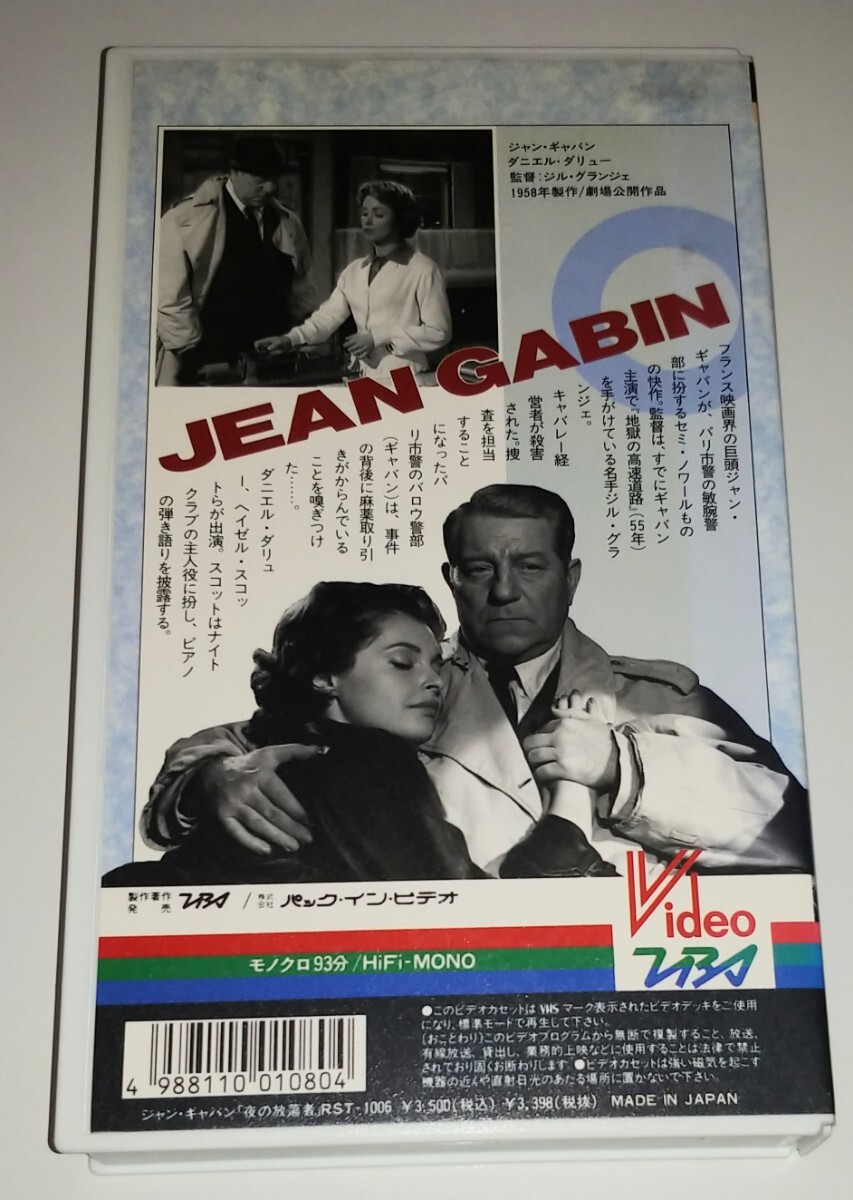 ジャン・ギャバン
ダニエル・ダリュー
監督:ジル・グランジェ
1958年製作/劇場公開作品
JEAN GABIN
フランス映画界の巨頭ジャン・
ギャバンが、パリ市警の敏腕警
部に扮するセミ・ノワールもの
の快作。監督は、すでにギャバン
主演で『地獄の高速道路』(55年)
を手がけている名手ジル・グラ
ンジェ。
キャバレー経
営者が殺害
された。捜
査を担当
すること
になったパ
リ市警のバロウ警部
(ギャバン)は、事件
の背後に麻薬取り引
きがからんでいる
ことを嗅ぎつけ
た……。
ダニエル・ダリュ
ー、ヘイゼル・スコッ
トらが出演。スコットはナイト
クラブの主人役に扮し、ピアノ
の弾き語りを披露する。
製作著作 TBS / 株式会社 パック・イン・ビデオ
発売
Video
TBS
モノクロ93分/HiFi-MONO
●このビデオカセットは VHS マーク表示されたビデオデッキをご使用
になり、標準モードで再生して下さい。
(おことわり)このビデオプログラムから無断で複製すること、放送、
有線放送、貸出し、業務的上映などに使用することは法律で禁止
されており固くお断わりします。●ビデオカセットは強い磁気を起こす
機器の近くや直射日光のあたる場所に置かないで下さい。
4 988110 010804
ジャン・ギャバン「夜の放蕩者」RST-1006 ¥3,500(税込) ¥3,398(税抜) MADE IN JAPAN